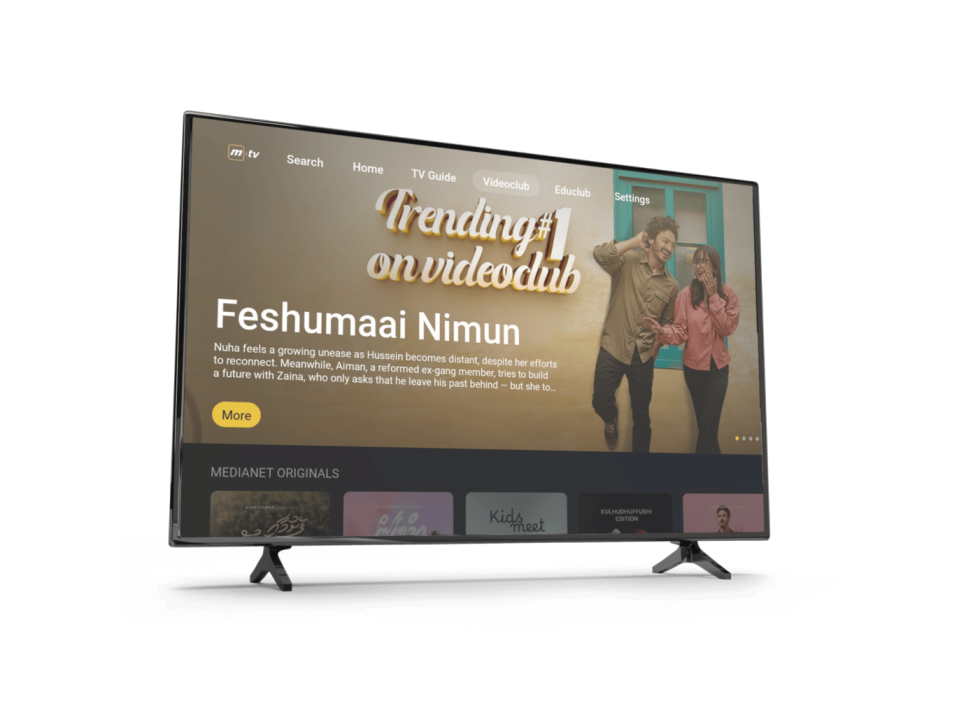 m tv
Search
Home
TV Guide
Videoclub
Educlub
Settings
Trending #1
on videoclub
Feshumaai Nimun
Nuha feels a growing unease as Hussein becomes distant, despite her efforts
to reconnect. Meanwhile, Aiman, a reformed ex-gang member, tries to build
a future with Zaina, who only asks that he leave his past behind — but she to...
More
MEDIANET ORIGINALS
Kids
meet
KULHUDHUFFUSHI
EDITION